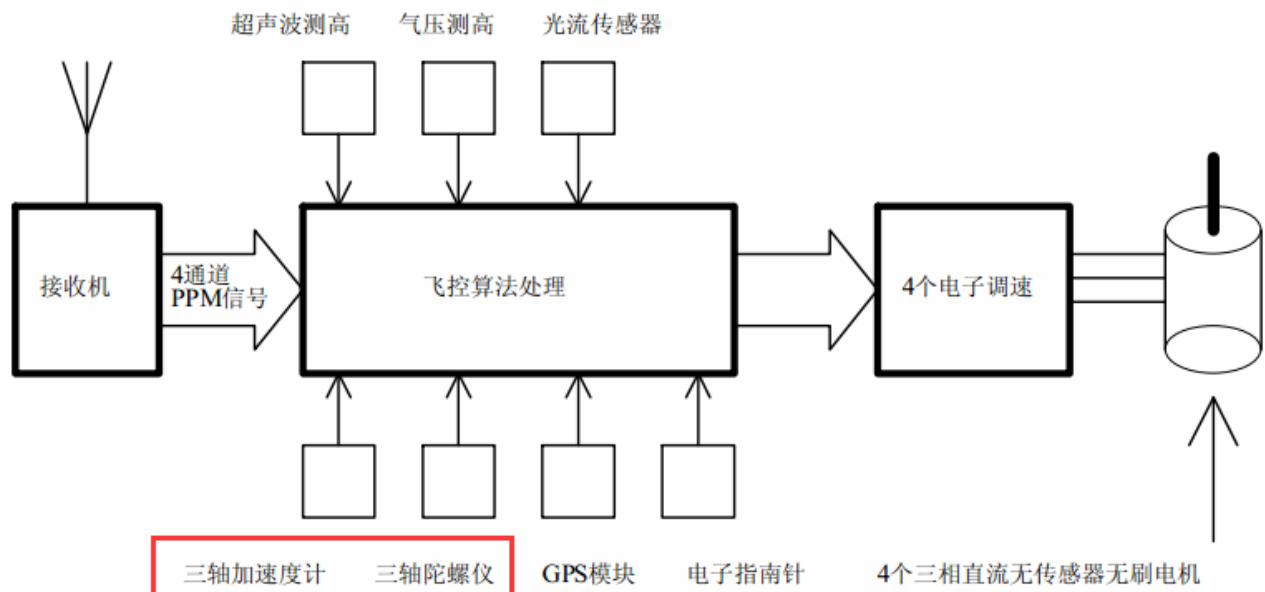 超声波测高 气压测高 光流传感器
接收机
4通道
PPM信号
飞控算法处理
4个电子调速
三轴加速度计 三轴陀螺仪 GPS模块 电子指南针 4个三相直流无传感器无刷电机